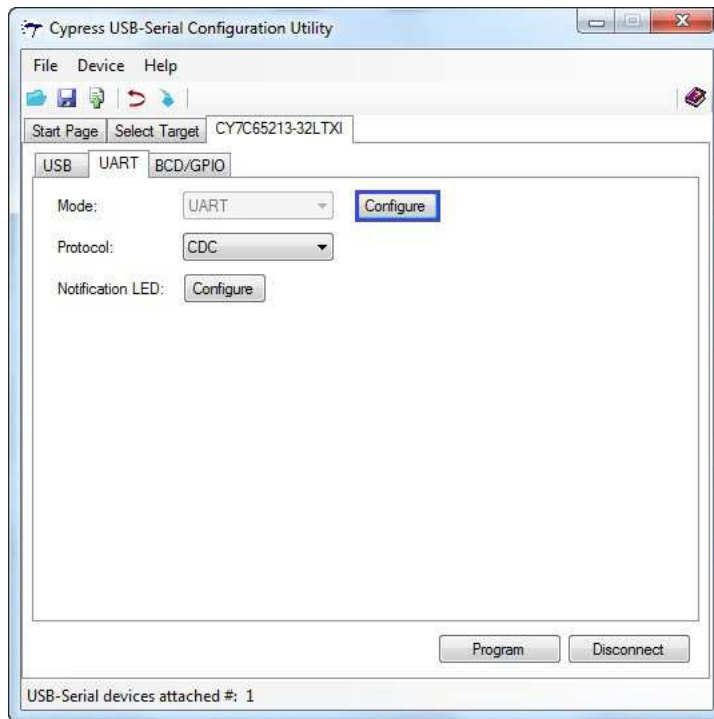 Cypress USB-Serial Configuration Utility
File Device Help
Start Page Select Target CY7C65213-32LTXI
USB UART BCD/GPIO
Mode: UART Configure
Protocol: CDC
Notification LED: Configure
Program Disconnect
USB-Serial devices attached #: 1